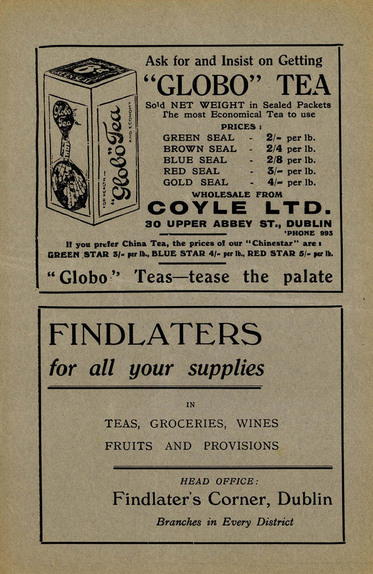 Ask for and Insist on Getting
"GLOBO" TEA
Sold NET WEIGHT in Sealed Packets
The most Economical Tea to use
PRICES :
GREEN SEAL - 2/- per lb.
BROWN SEAL - 2/4 per lb.
BLUE SEAL - 2/8 per lb.
RED SEAL - 3/- per lb.
GOLD SEAL - 4/- per lb.
WHOLESALE FROM
COYLE LTD.
30 UPPER ABBEY ST., DUBLIN
'PHONE 993
Globo
Tea
"Globo" Tea
If you prefer China Tea, the prices of our "Chinestar" are :
GREEN STAR 3/- per lb., BLUE STAR 4/- per lb., RED STAR 5/- per lb.
"Globo" Teas—tease the palate
FINDLATERS
for all your supplies
IN
TEAS, GROCERIES, WINES
FRUITS AND PROVISIONS
HEAD OFFICE:
Findlater's Corner, Dublin
Branches in Every District